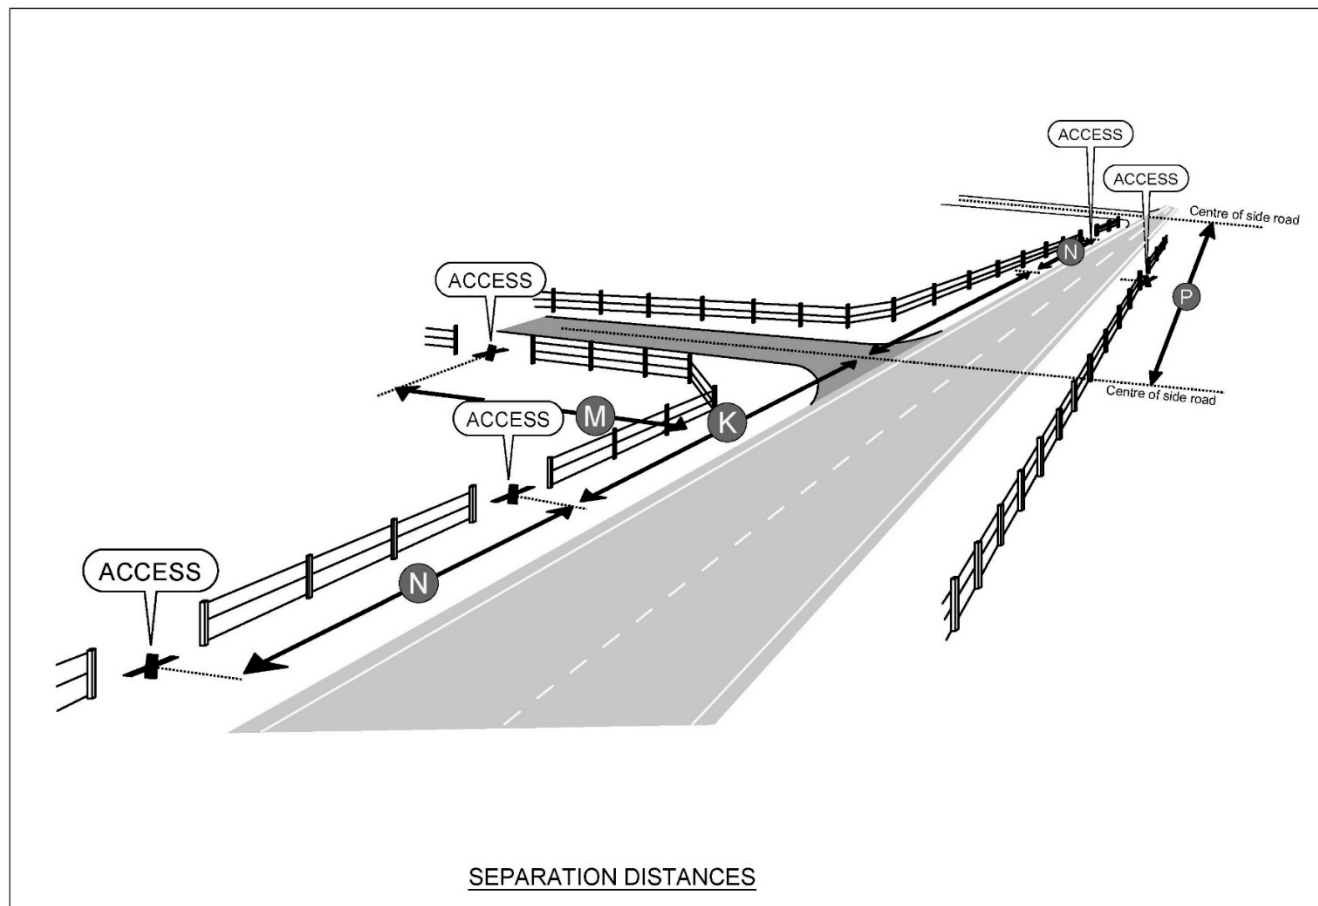 ACCESS
ACCESS
Centre of side road
N
ACCESS
P
Centre of side road
M
K
ACCESS
N
ACCESS
SEPARATION DISTANCES